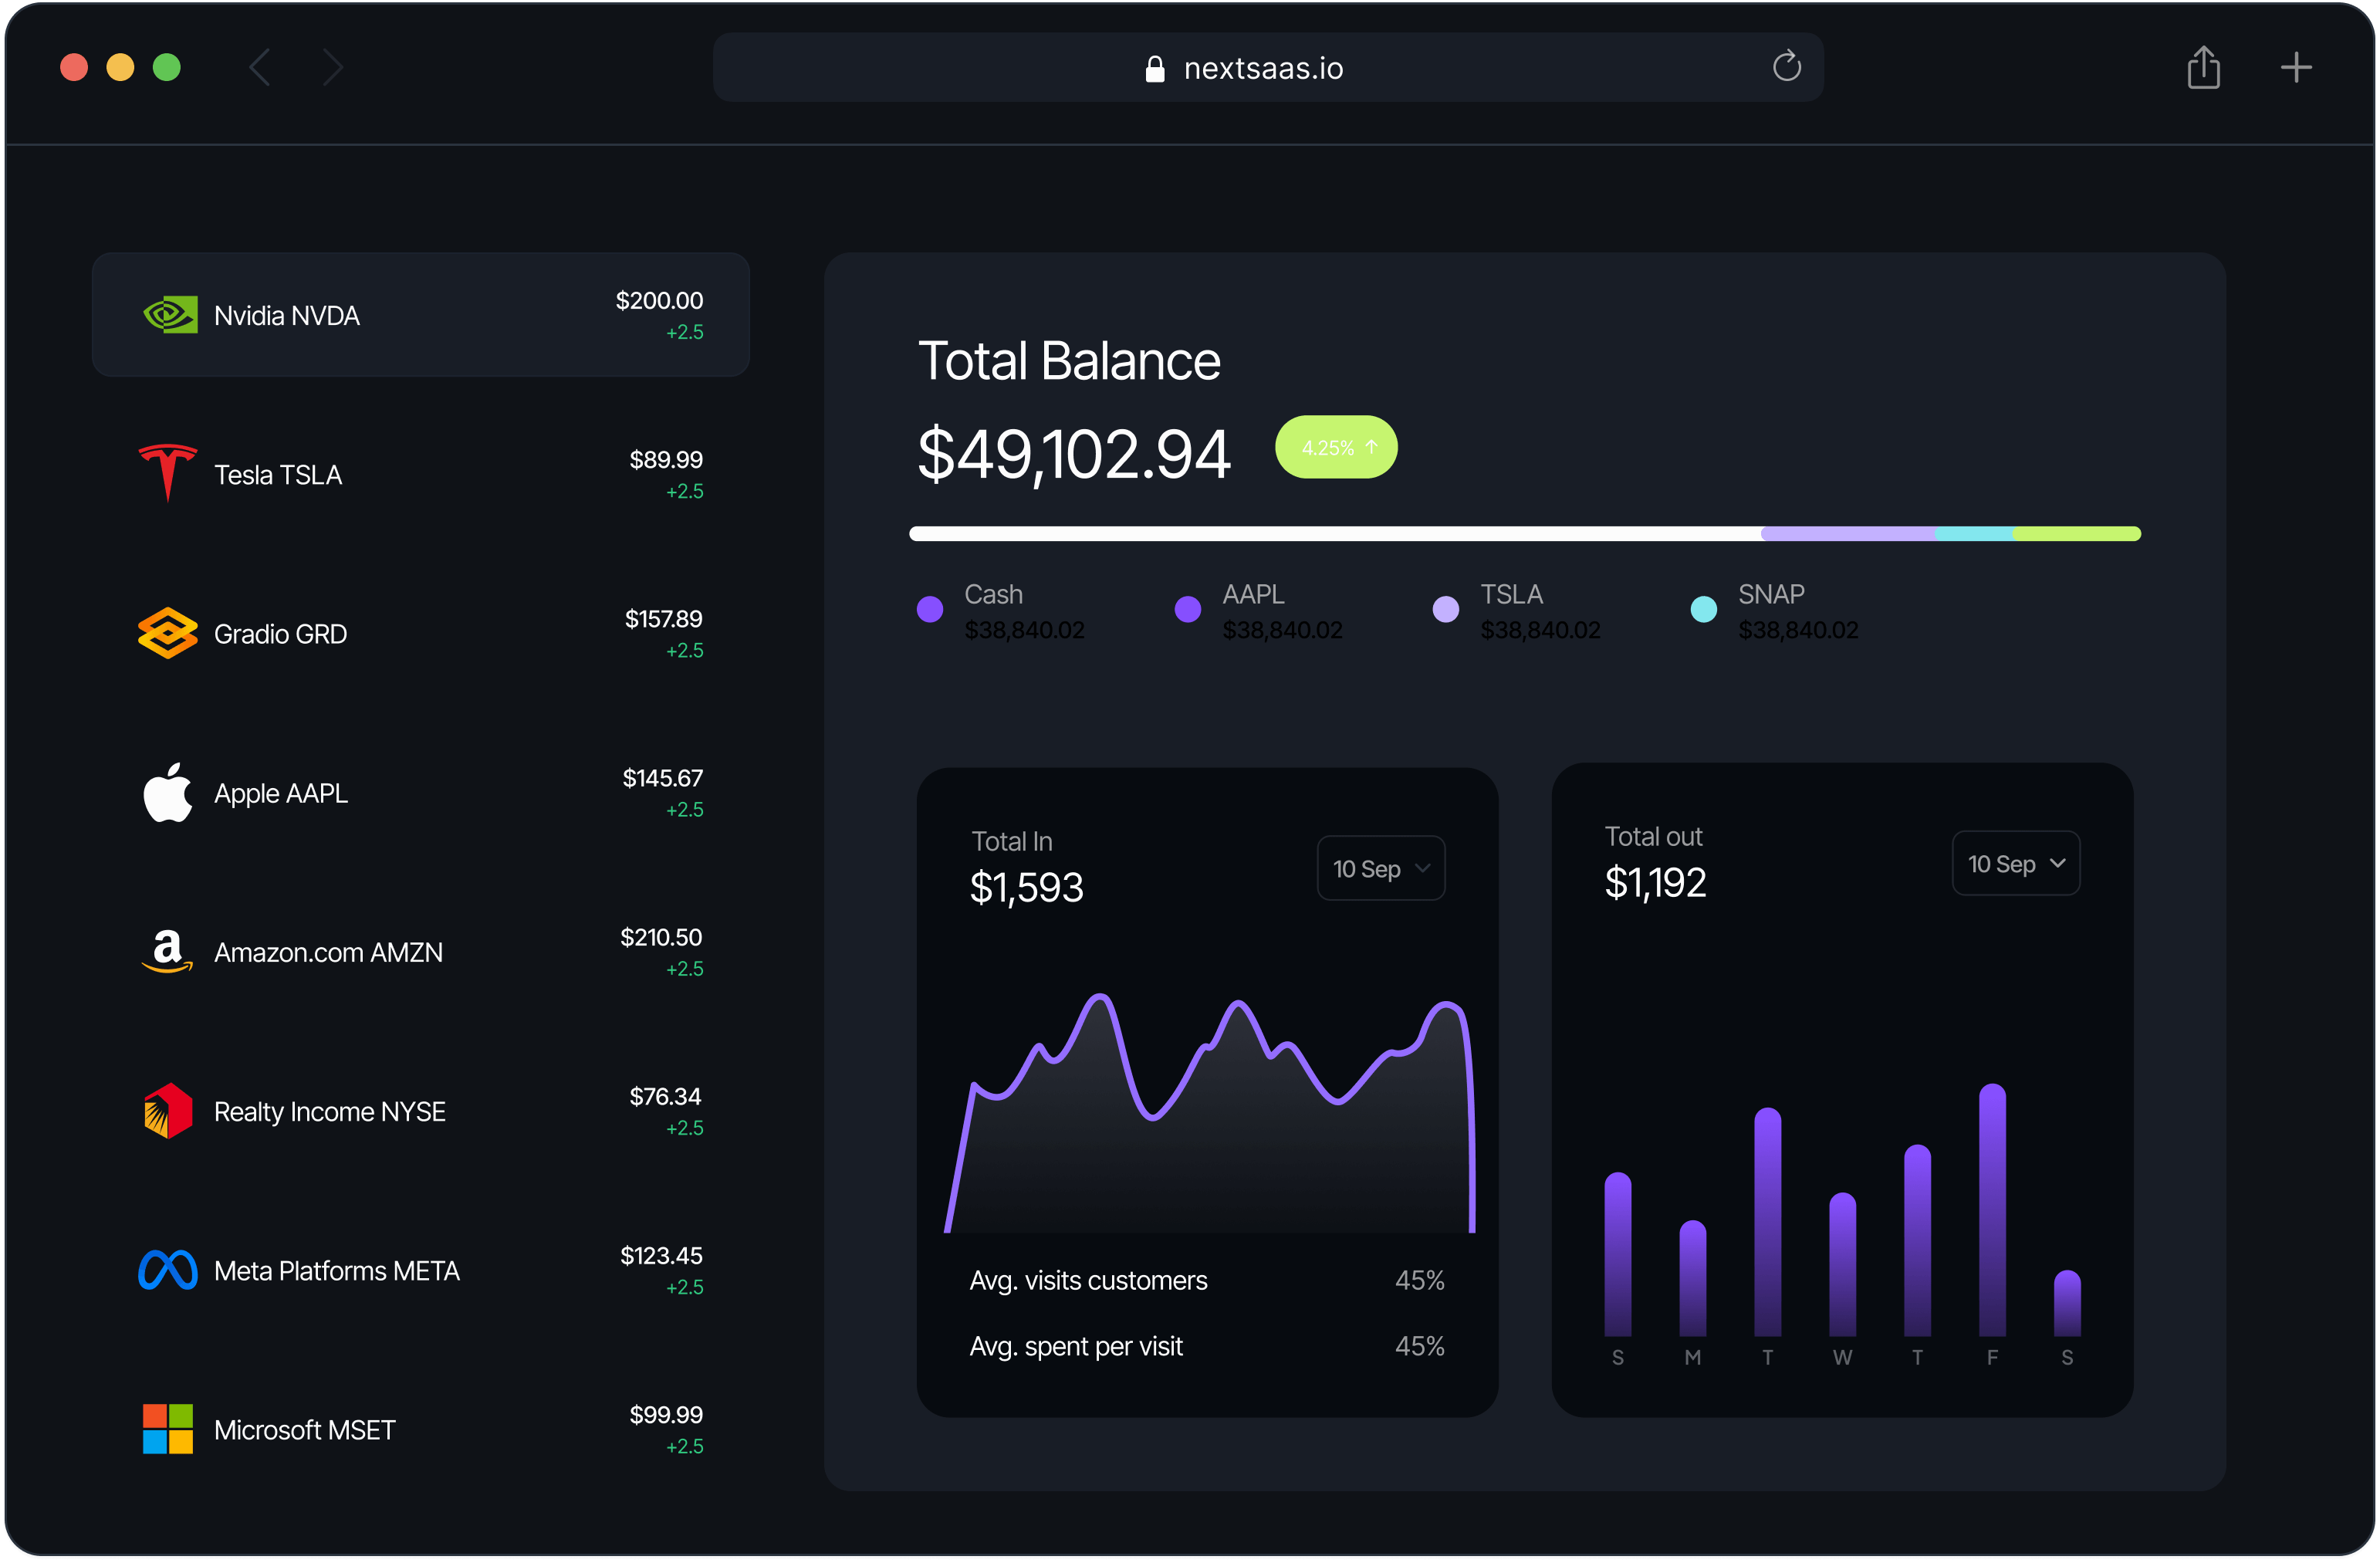 nextsaas.io
Nvidia NVDA
$200.00
+2.5
Tesla TSLA
$89.99
+2.5
Gradio GRD
$157.89
+2.5
Apple AAPL
$145.67
+2.5
Amazon.com AMZN
$210.50
+2.5
Realty Income NYSE
$76.34
+2.5
Meta Platforms META
$123.45
+2.5
Microsoft MSET
$99.99
+2.5
Total Balance
$49,102.94
4.25%
Cash
$38,840.02
AAPL
$38,840.02
TSLA
$38,840.02
SNAP
$38,840.02
Total In
$1,593
10 Sep
Avg. visits customers 45%
Avg. spent per visit 45%
Total out
$1,192
10 Sep
S M T W T F S